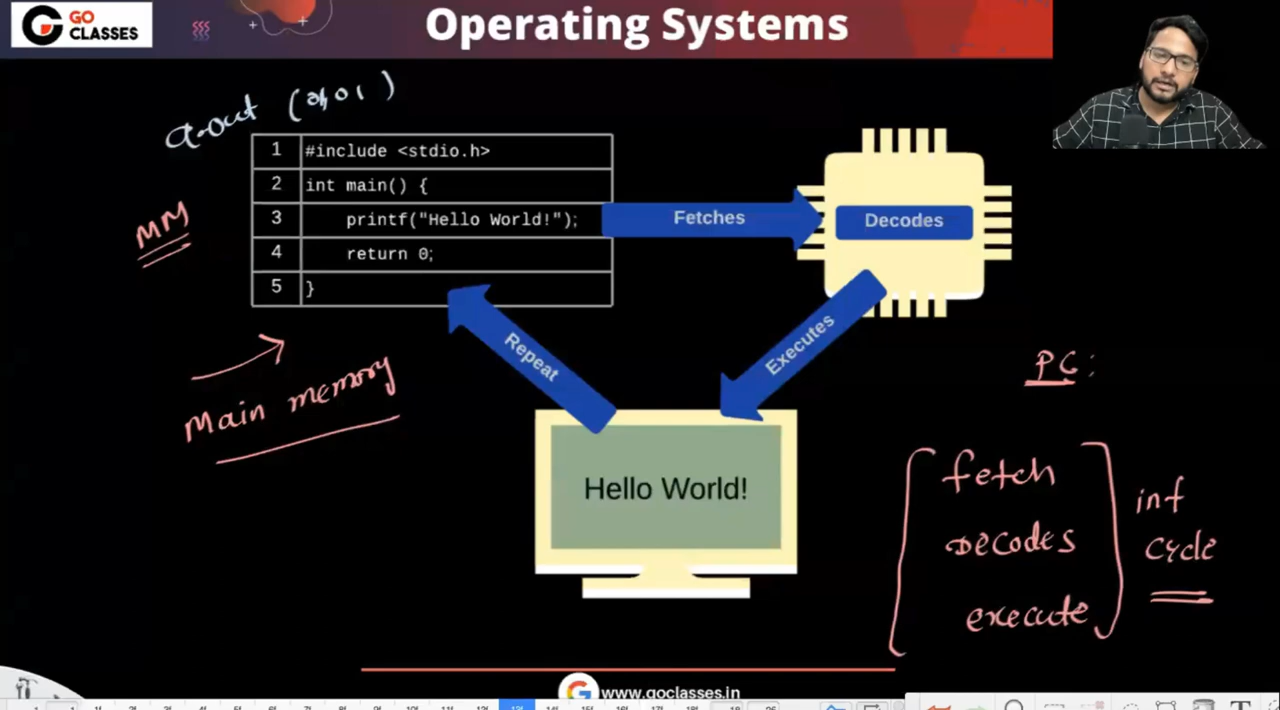 GO
CLASSES
Operating Systems
a.out (a,o,)
MM
1 #include <stdio.h>
2 int main() {
3 printf("Hello World!");
4 return 0;
5 }
Fetches
Decodes
Executes
Repeat
Hello World!
Main memory
PC:
fetch
Decodes
execute
inf
cycle
www.goclasses.in